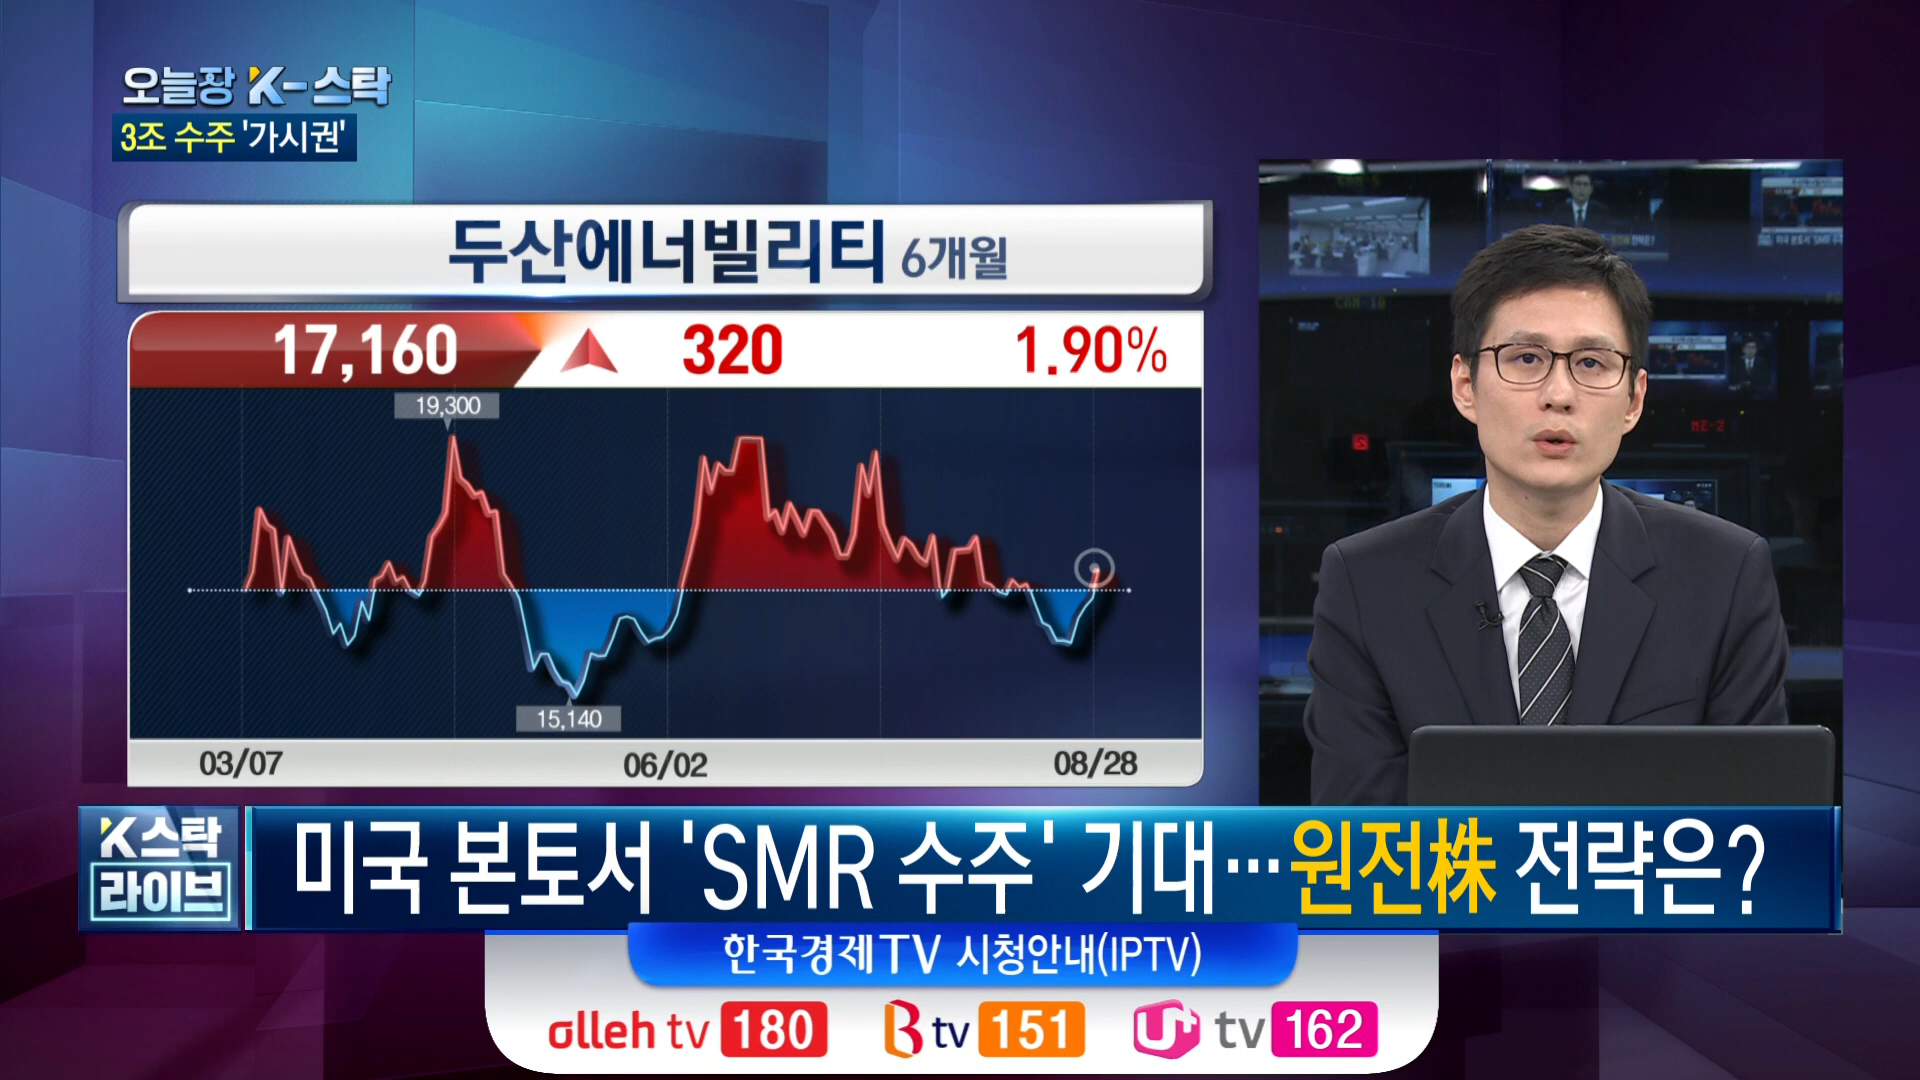 오늘장 K-스탁
3조 수주 '가시권'
두산에너빌리티 6개월
17,160 320 1.90%
19,300
15,140
03/07 06/02 08/28
ME-2
K스탁
라이브
미국 본토서 'SMR 수주' 기대…원전株 전략은?
한국경제TV 시청안내(IPTV)
olleh tv 180 B tv 151 U+ tv 162